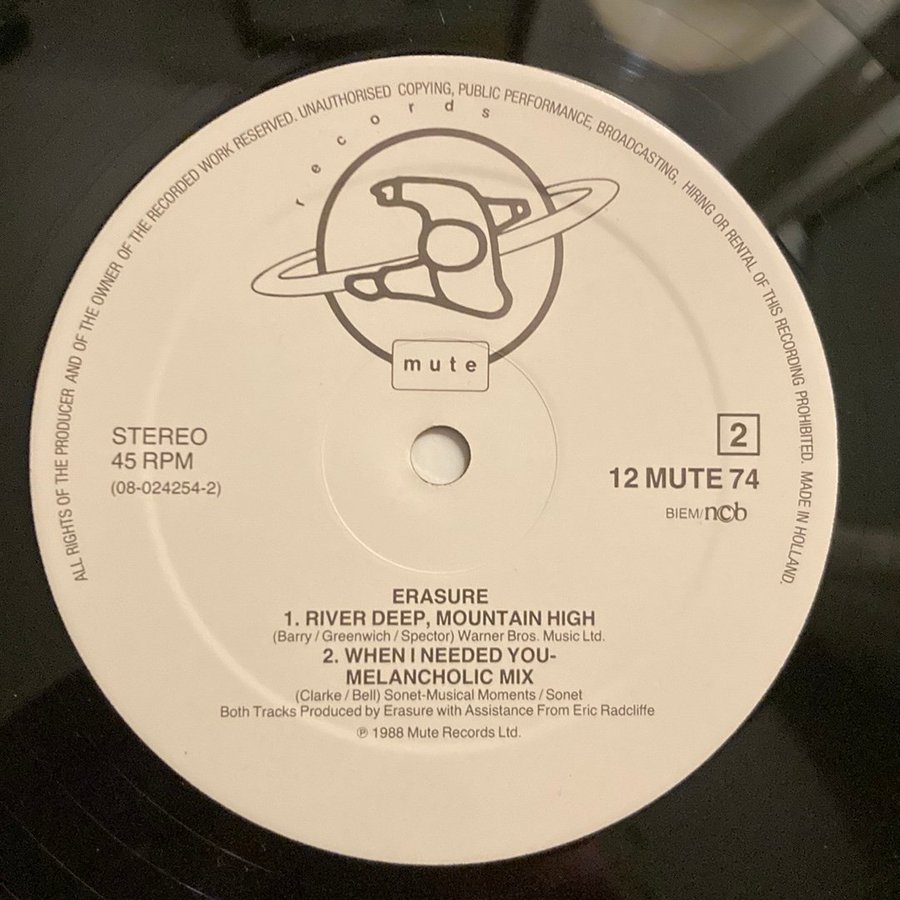 ALL RIGHTS OF THE PRODUCER AND OF THE OWNER OF THE RECORDED WORK RESERVED. UNAUTHORISED COPYING, PUBLIC PERFORMANCE, BROADCASTING, HIRING OR RENTAL OF THIS RECORDING PROHIBITED. MADE IN HOLLAND.
records
mute
STEREO
45 RPM
(08-024254-2)
2
12 MUTE 74
BIEM/ncb
ERASURE
1. RIVER DEEP, MOUNTAIN HIGH
(Barry / Greenwich / Spector) Warner Bros. Music Ltd.
2. WHEN I NEEDED YOU-
MELANCHOLIC MIX
(Clarke / Bell) Sonet-Musical Moments / Sonet
Both Tracks Produced by Erasure with Assistance From Eric Radcliffe
℗ 1988 Mute Records Ltd.